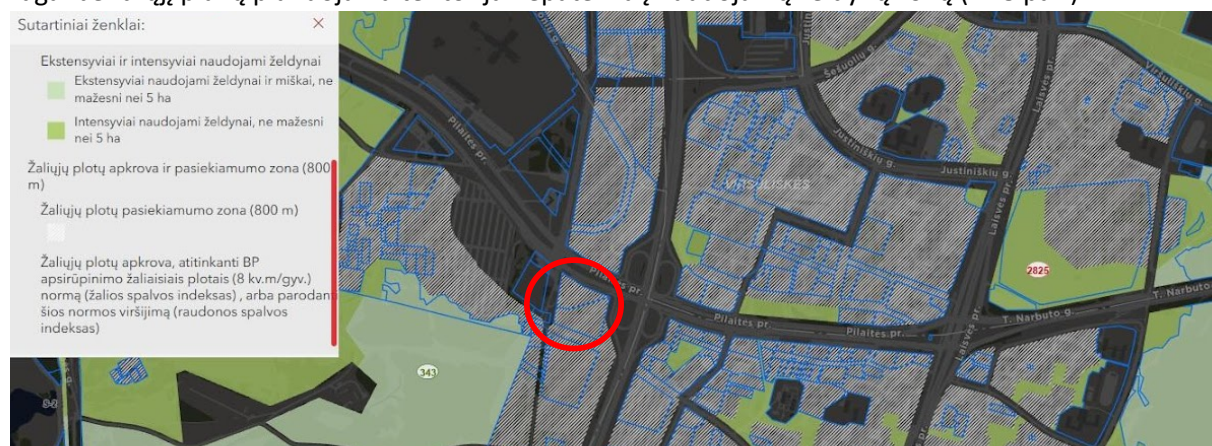 Sutartiniai ženklai:
Ekstensyviai ir intensyviai naudojami želdynai
Ekstensyviai naudojami želdynai ir miškai, ne
mažesni nei 5 ha
Intensyviai naudojami želdynai, ne mažesni
nei 5 ha
Žaliųjų plotų apkrova ir pasiekiamumo zona (800
m)
Žaliųjų plotų pasiekiamumo zona (800 m)
Žaliųjų plotų apkrova, atitinkanti BP
apsirūpinimo žaliaisiais plotais (8 kv.m/gyv.)
normą (žalios spalvos indeksas) , arba parodanti
šios normos viršijimą (raudonos spalvos
indeksas)
Šešuolių g.
Justiniškių g.
Justiniškių g.
Laisvės pr.
Viršuliškių g.
Pilaitės pr.
VIRŠULIŠKĖS
Laisvės pr.
2825
Pilaitės pr.
T. Narbuto
T. Narbuto g.
Pilaitės pr.
Pilaitės pr.
Laisvės pr.
343
S-2